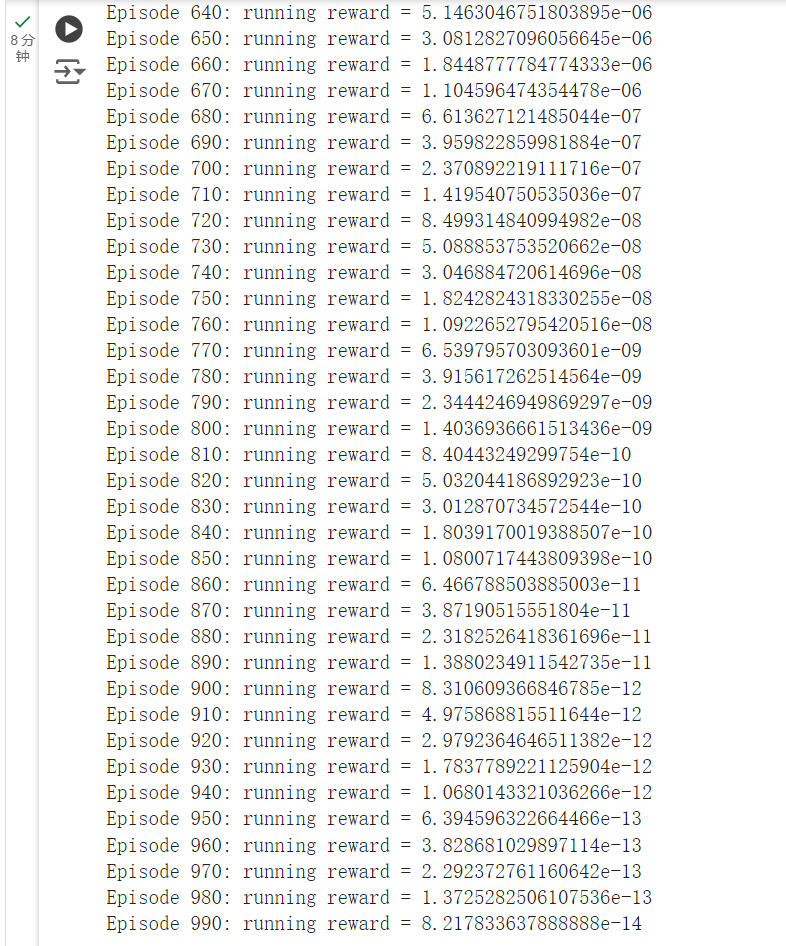 8分
钟
Episode 640: running reward = 5.1463046751803895e-06
Episode 650: running reward = 3.0812827096056645e-06
Episode 660: running reward = 1.8448777784774333e-06
Episode 670: running reward = 1.104596474354478e-06
Episode 680: running reward = 6.613627121485044e-07
Episode 690: running reward = 3.959822859981884e-07
Episode 700: running reward = 2.370892219111716e-07
Episode 710: running reward = 1.419540750535036e-07
Episode 720: running reward = 8.499314840994982e-08
Episode 730: running reward = 5.088853753520662e-08
Episode 740: running reward = 3.046884720614696e-08
Episode 750: running reward = 1.8242824318330255e-08
Episode 760: running reward = 1.0922652795420516e-08
Episode 770: running reward = 6.539795703093601e-09
Episode 780: running reward = 3.915617262514564e-09
Episode 790: running reward = 2.3444246949869297e-09
Episode 800: running reward = 1.4036936661513436e-09
Episode 810: running reward = 8.40443249299754e-10
Episode 820: running reward = 5.032044186892923e-10
Episode 830: running reward = 3.012870734572544e-10
Episode 840: running reward = 1.8039170019388507e-10
Episode 850: running reward = 1.0800717443809398e-10
Episode 860: running reward = 6.466788503885003e-11
Episode 870: running reward = 3.87190515551804e-11
Episode 880: running reward = 2.3182526418361696e-11
Episode 890: running reward = 1.3880234911542735e-11
Episode 900: running reward = 8.310609366846785e-12
Episode 910: running reward = 4.975868815511644e-12
Episode 920: running reward = 2.9792364646511382e-12
Episode 930: running reward = 1.7837789221125904e-12
Episode 940: running reward = 1.0680143321036266e-12
Episode 950: running reward = 6.394596322664466e-13
Episode 960: running reward = 3.828681029897114e-13
Episode 970: running reward = 2.292372761160642e-13
Episode 980: running reward = 1.3725282506107536e-13
Episode 990: running reward = 8.217833637888888e-14